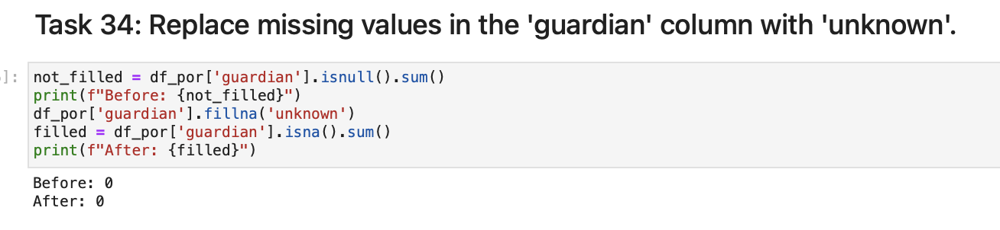 Task 34: Replace missing values in the 'guardian' column with 'unknown'.
]:
not_filled = df_por['guardian'].isnull().sum()
print(f"Before: {not_filled}")
df_por['guardian'].fillna('unknown')
filled = df_por['guardian'].isna().sum()
print(f"After: {filled}")
Before: 0
After: 0